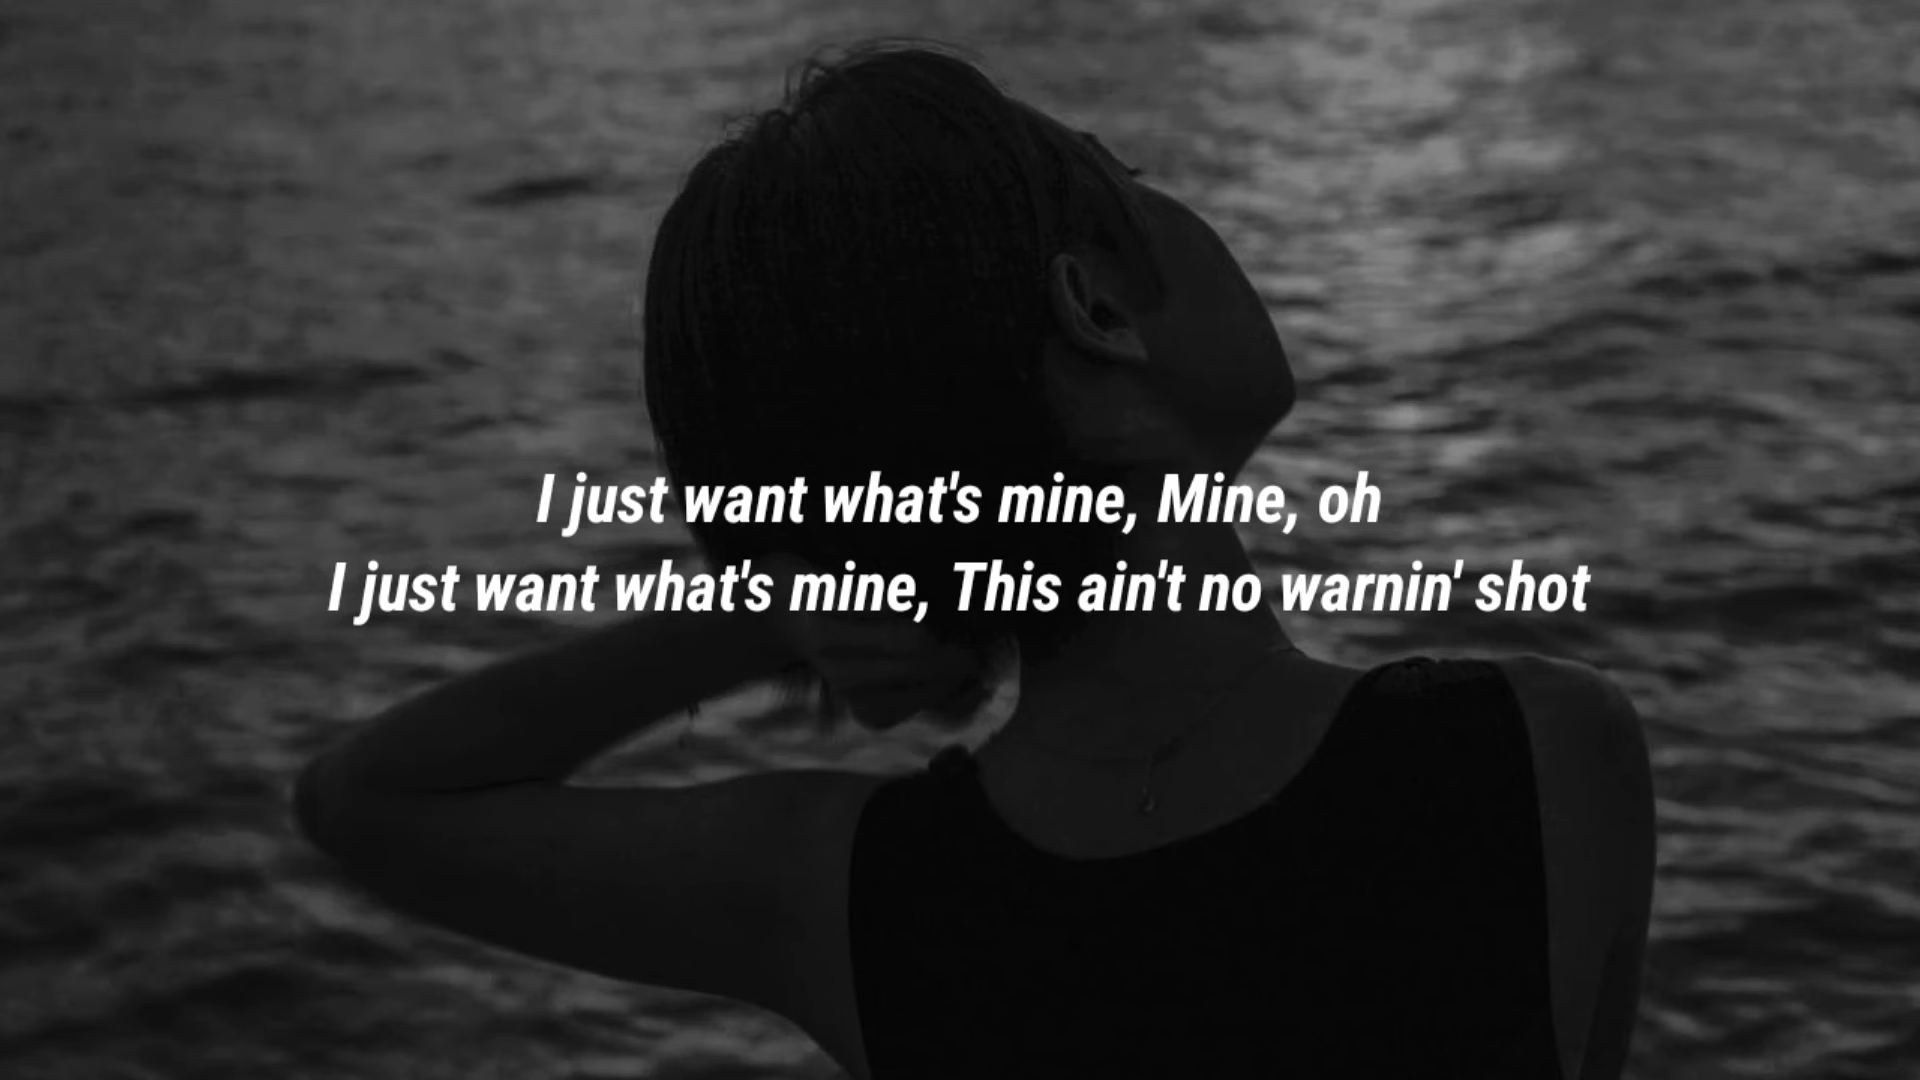 I just want what's mine, Mine, oh
I just want what's mine, This ain't no warnin' shot